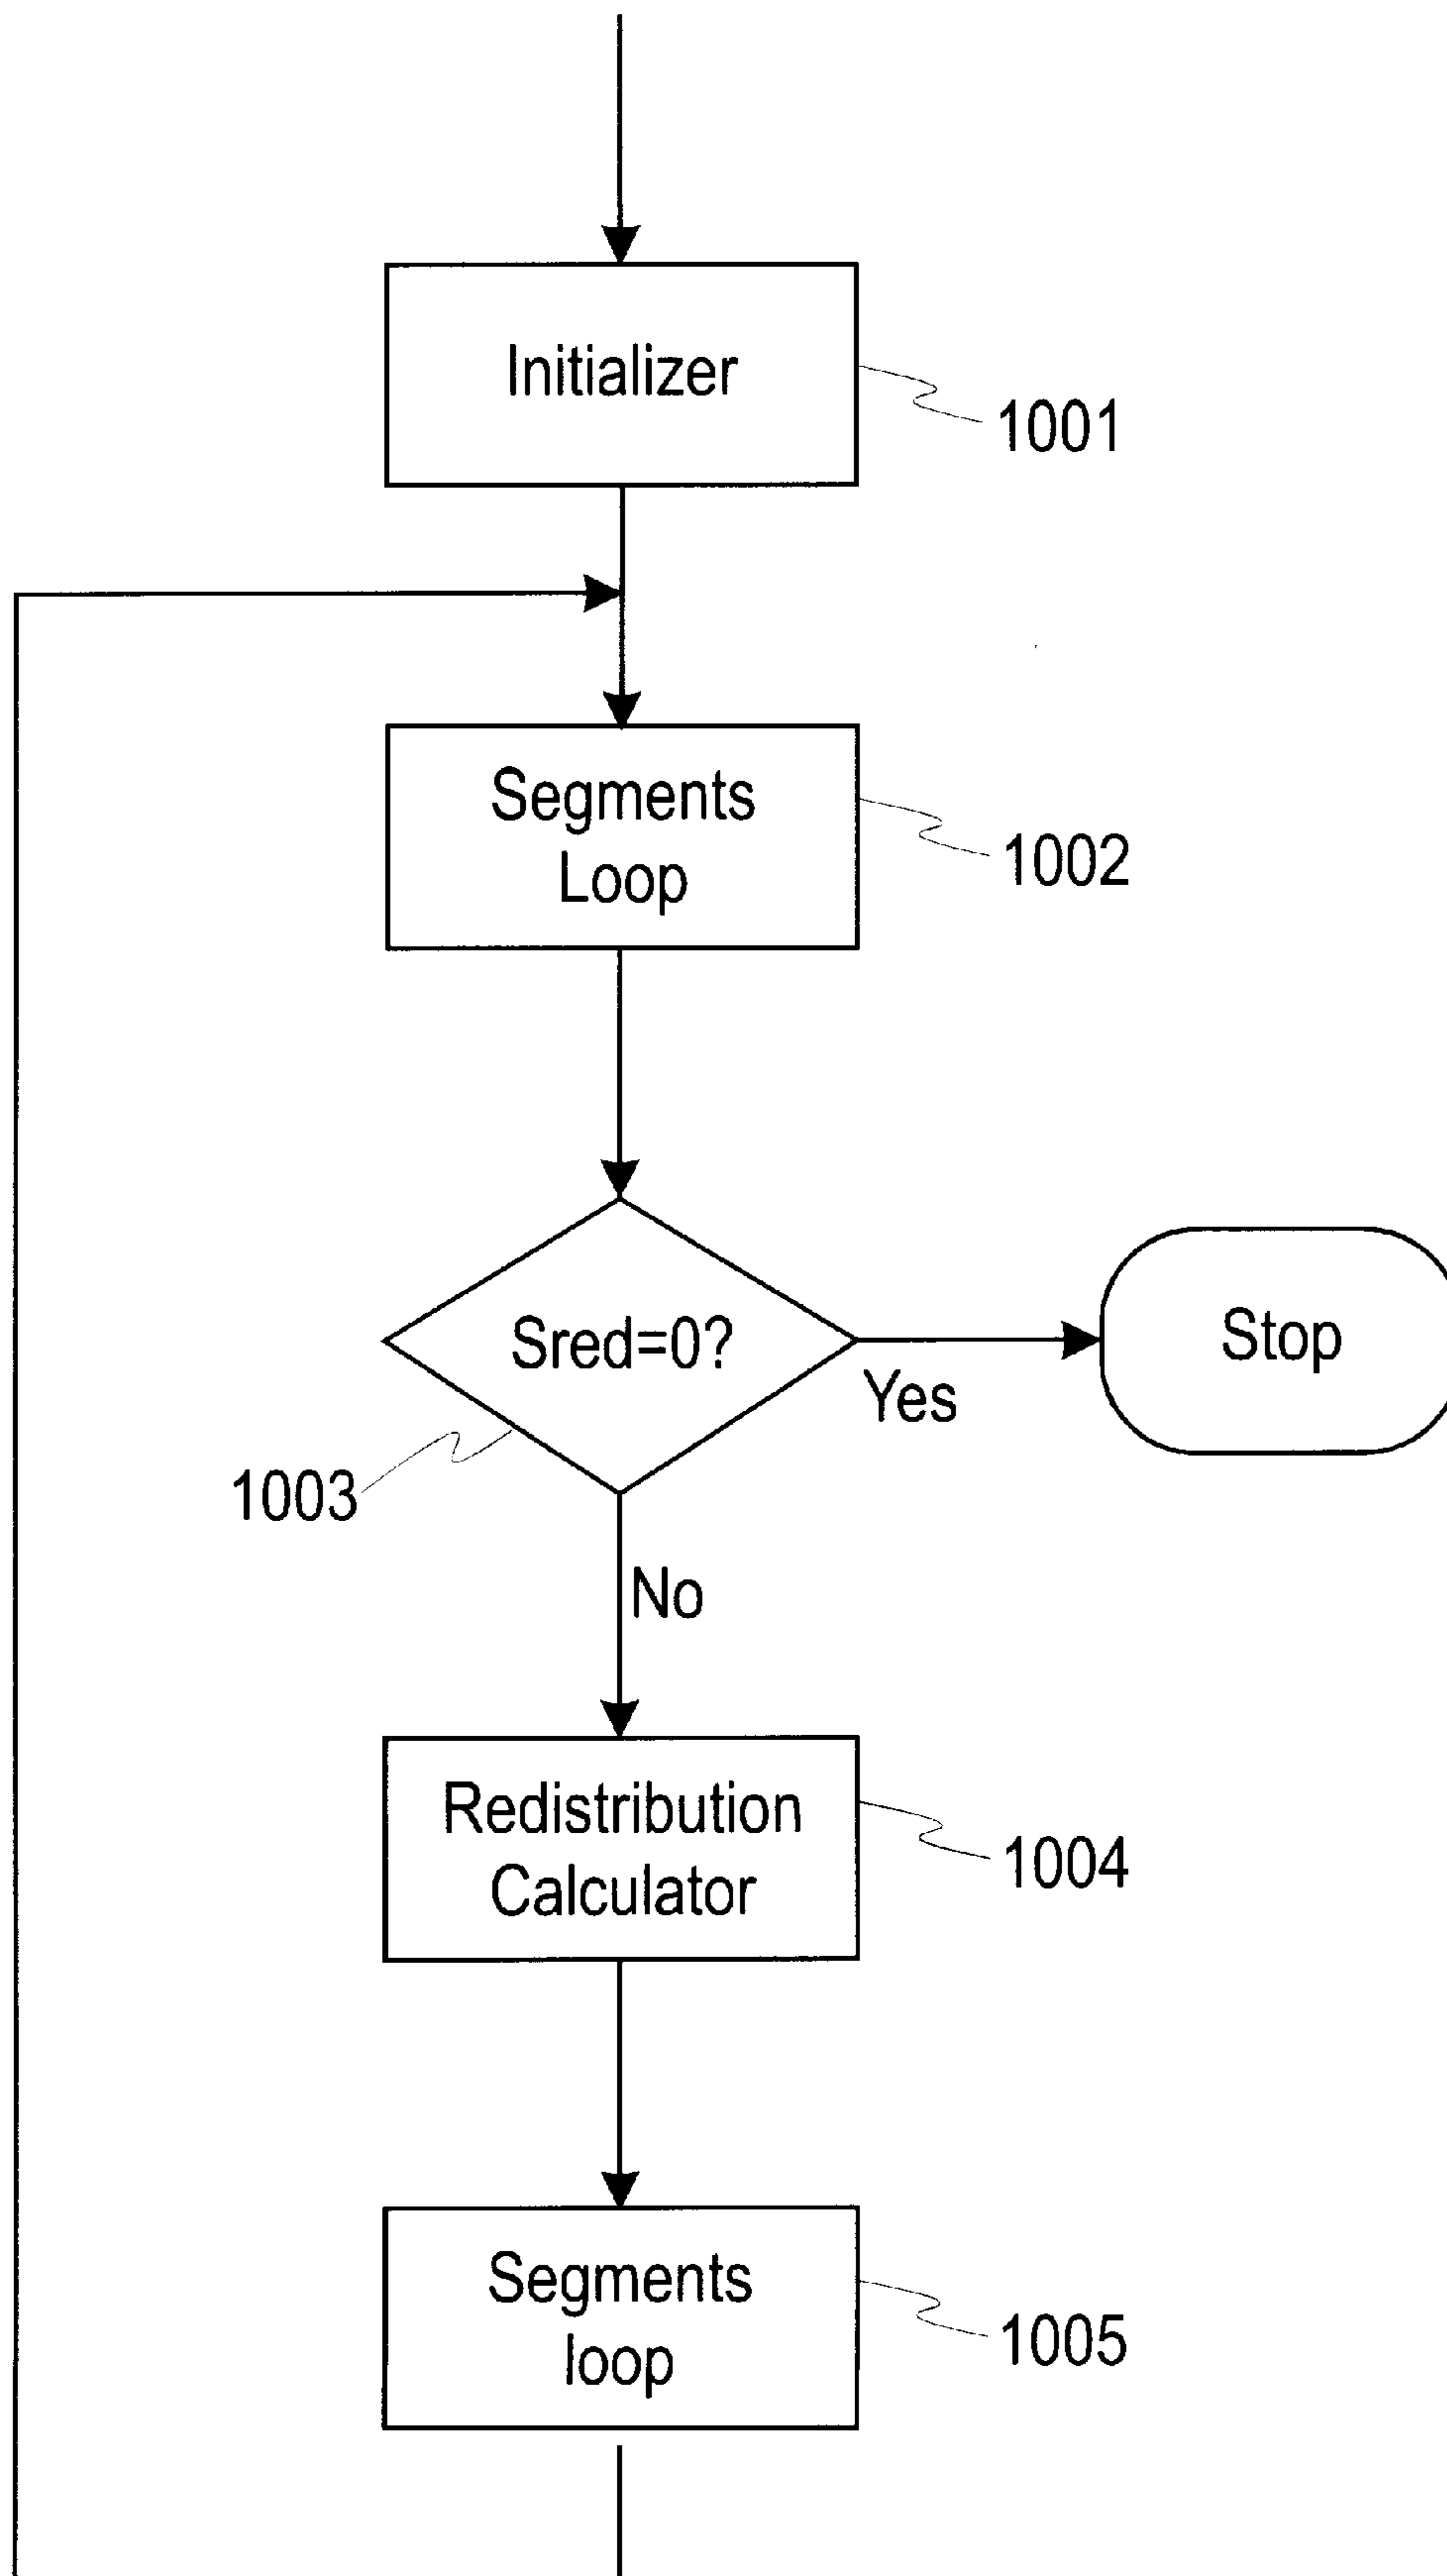 Initializer
1001
Segments
Loop
1002
Sred=0?
Yes
Stop
1003
No
Redistribution
Calculator
1004
Segments
loop
1005